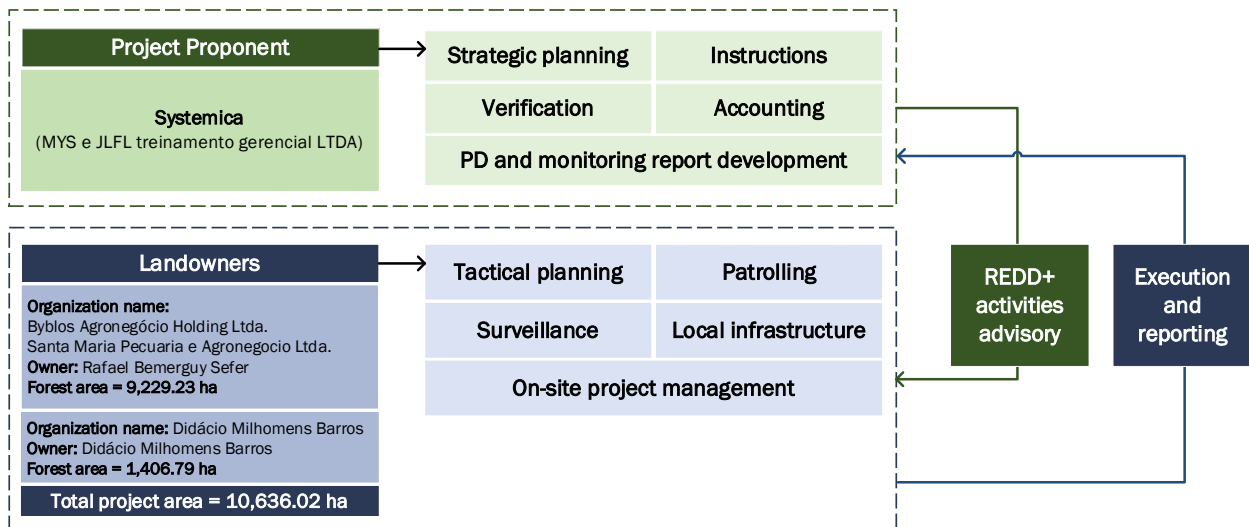 Project Proponent
Systemica
(MYS e JLFL treinamento gerencial LTDA)
Strategic planning
Instructions
Verification
Accounting
PD and monitoring report development
Landowners
Organization name:
Byblos Agronegócio Holding Ltda.
Santa Maria Pecuaria e Agronegocio Ltda.
Owner: Rafael Bemerguy Sefer
Forest area = 9,229.23 ha
Organization name: Didácio Milhomens Barros
Owner: Didácio Milhomens Barros
Forest area = 1,406.79 ha
Total project area = 10,636.02 ha
Tactical planning
Patrolling
Surveillance
Local infrastructure
On-site project management
REDD+
activities
advisory
Execution
and
reporting